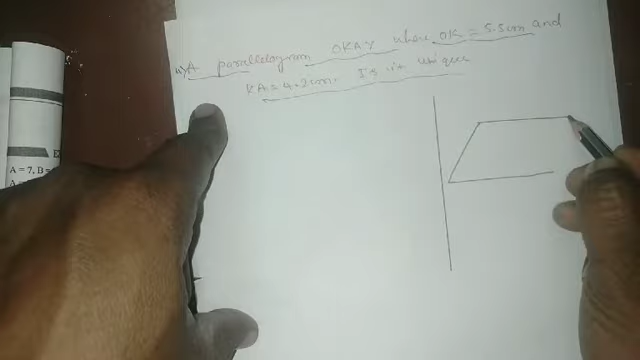 A parallelogram OKAY where OK = 5.5cm and
KA = 4.2cm. Is it unique
E
A = 7, B =